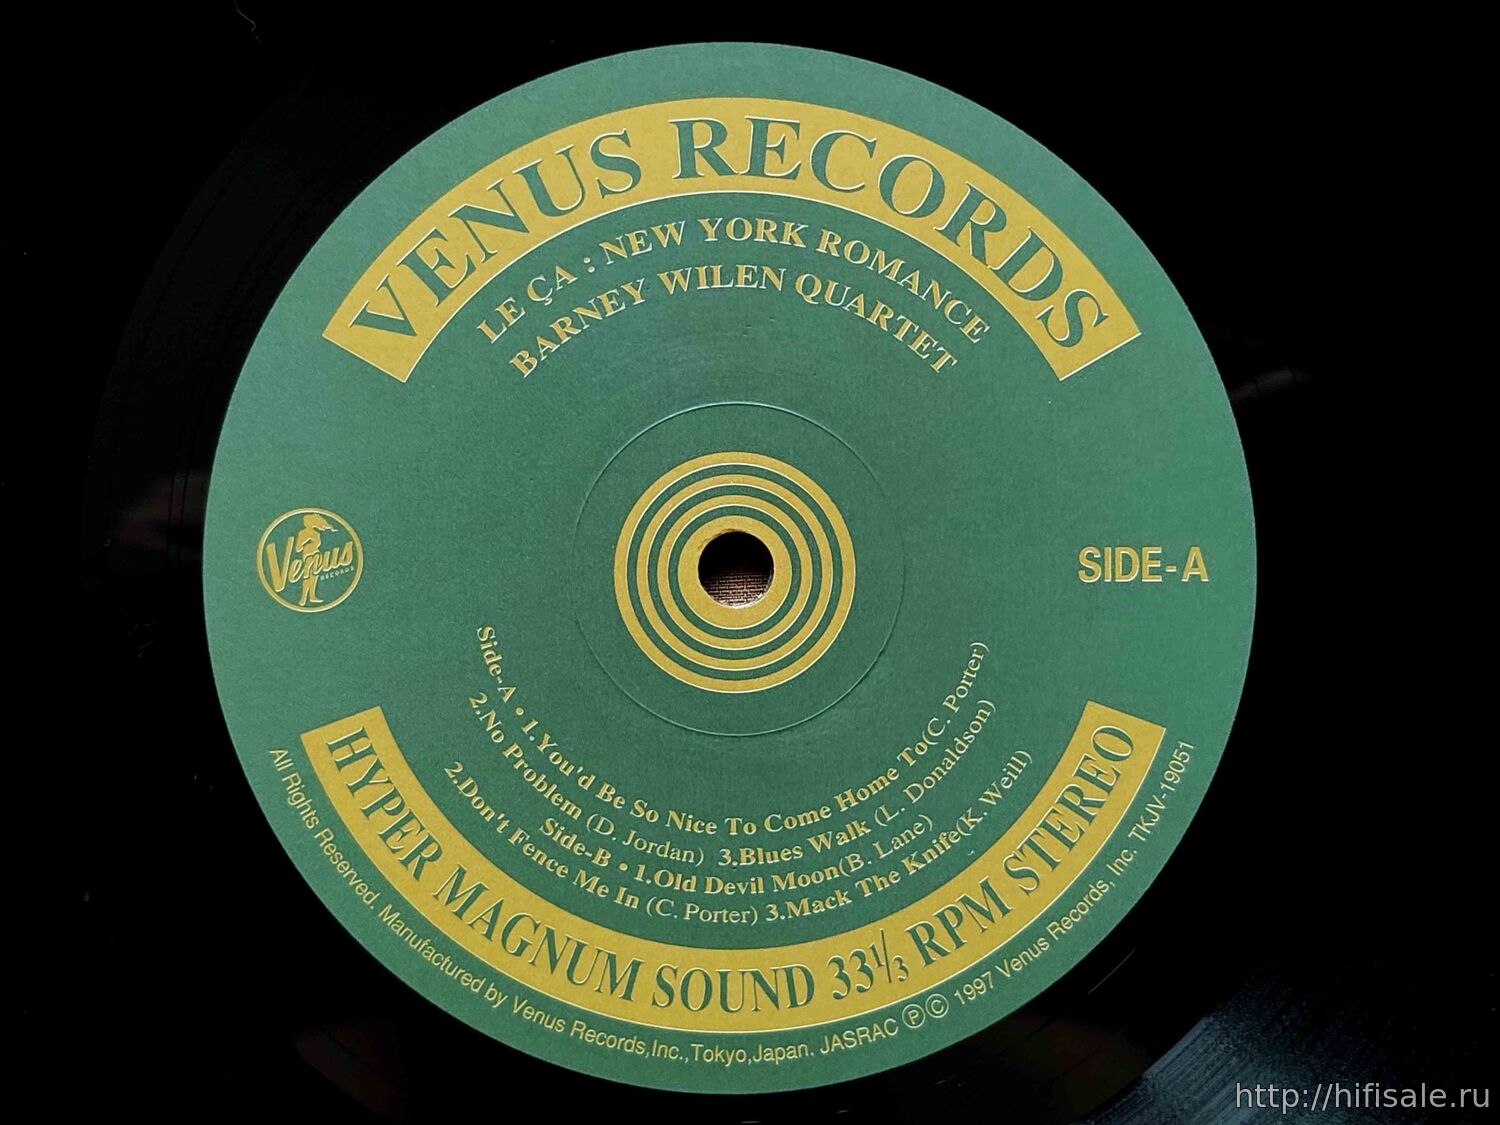 VENUS RECORDS
LE ÇA : NEW YORK ROMANCE
BARNEY WILEN QUARTET
Venus
RECORDS
SIDE-A
Side-A • 1.You'd Be So Nice To Come Home To(C. Porter)
2.No Problem (D. Jordan) 3.Blues Walk (L. Donaldson)
Side-B • 1.Old Devil Moon(B. Lane)
2.Don't Fence Me In (C. Porter) 3.Mack The Knife(K. Weill)
HYPER MAGNUM SOUND 33⅓ RPM STEREO
All Rights Reserved. Manufactured by Venus Records,Inc.,Tokyo,Japan. JASRAC Ⓟ Ⓒ 1997 Venus Records, Inc. TKJV-19051
http://hifisale.ru